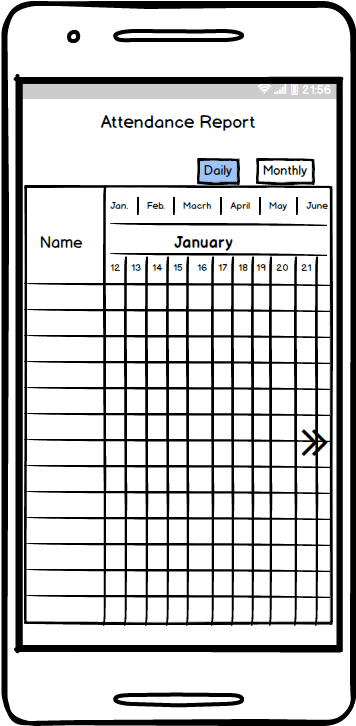 21:56
Attendance Report
Daily Monthly
Jan. Feb. Macrh April May June
Name January
12 13 14 15 16 17 18 19 20 21